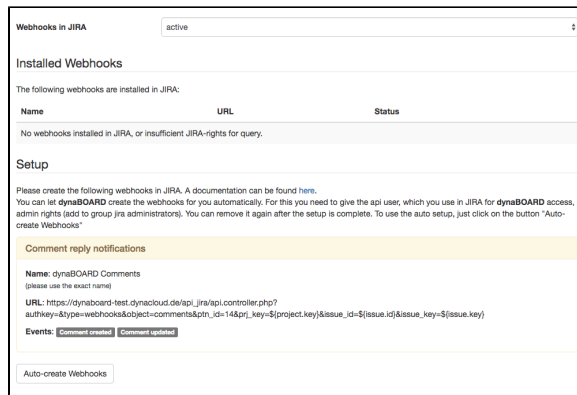 Webhooks in JIRA active
Installed Webhooks
The following webhooks are installed in JIRA:
Name URL Status
No webhooks installed in JIRA, or insufficient JIRA-rights for query.
Setup
Please create the following webhooks in JIRA. A documentation can be found here.
You can let dynaBOARD create the webhooks for you automatically. For this you need to give the api user, which you use in JIRA for dynaBOARD access,
admin rights (add to group jira administrators). You can remove it again after the setup is complete. To use the auto setup, just click on the button "Auto-
create Webhooks"
Comment reply notifications
Name: dynaBOARD Comments
(please use the exact name)
URL: https://dynaboard-test.dynacloud.de/api_jira/api.controller.php?
authkey=&type=webhooks&object=comments&ptn_id=14&prj_key=${project.key}&issue_id=${issue.id}&issue_key=${issue.key}
Events: Comment created Comment updated
Auto-create Webhooks